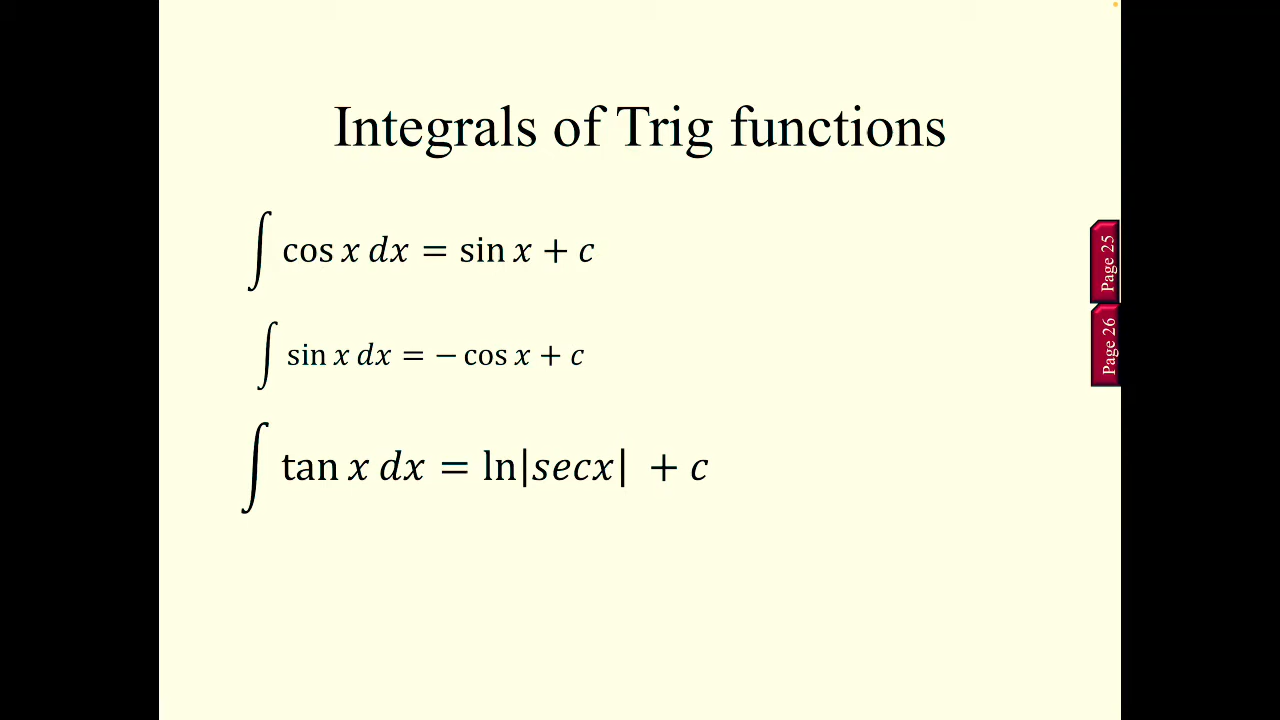 Integrals of Trig functions
∫ cos x dx = sin x + c
∫ sin x dx = − cos x + c
∫ tan x dx = ln|secx| + c
Page 25
Page 26